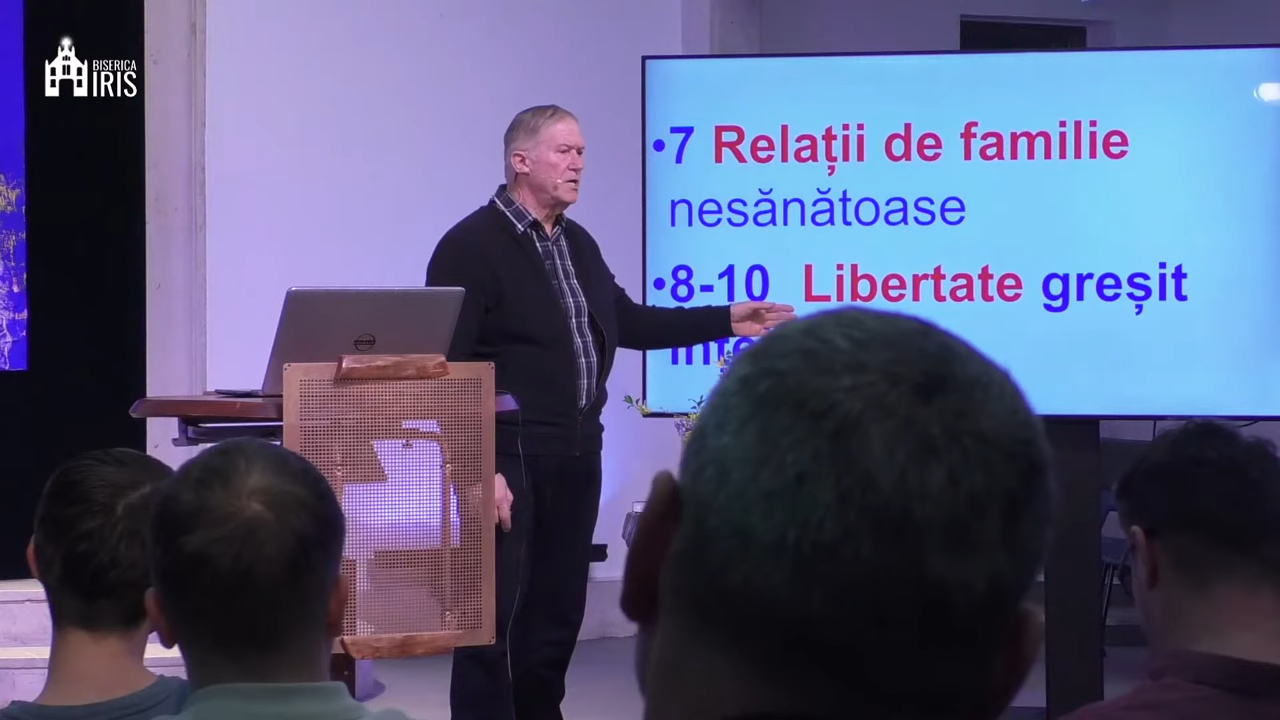 BISERICA
IRIS
•7 Relații de familie
nesănătoase
•8-10 Libertate greșit